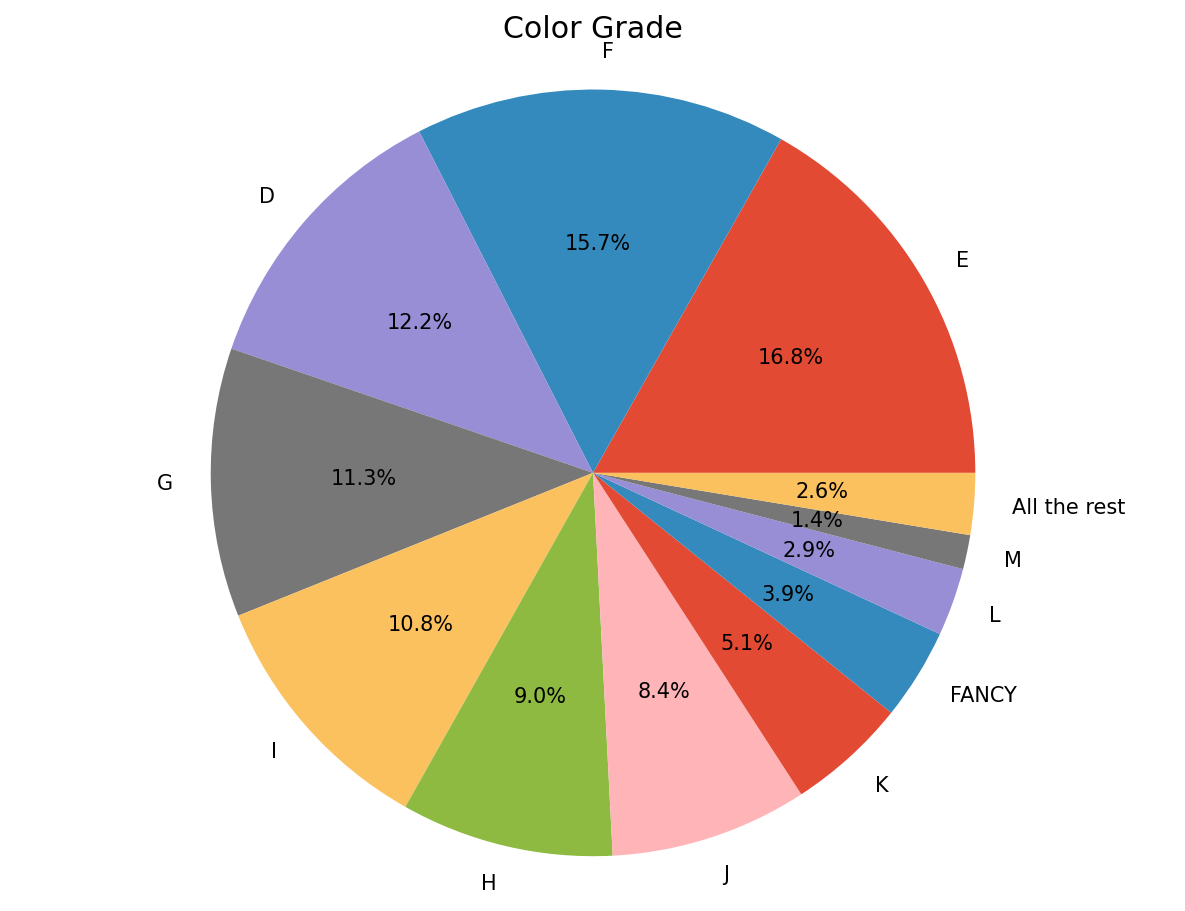 Color Grade
F
D
E
15.7%
12.2%
16.8%
G
11.3%
2.6%
All the rest
1.4%
M
2.9%
3.9%
L
10.8%
5.1%
9.0%
8.4%
FANCY
I
K
H
J